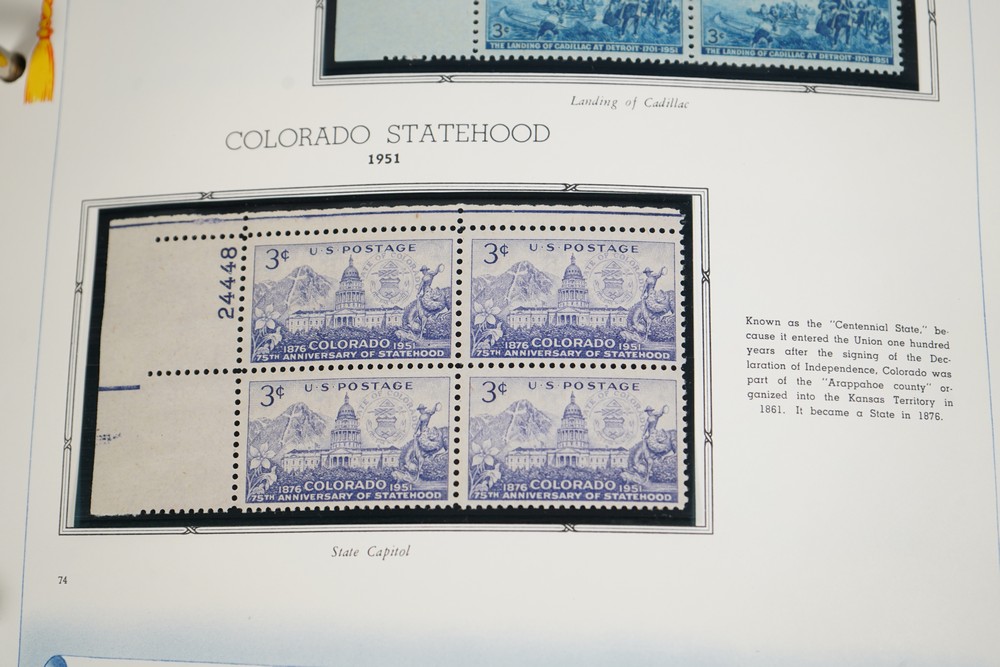 3¢ 3¢
THE LANDING OF CADILLAC AT DETROIT · 1701-1951 THE LANDING OF CADILLAC AT DETROIT · 1701-1951
Landing of Cadillac
COLORADO STATEHOOD
1951
24448
U·S·POSTAGE
3¢
1876 COLORADO 1951
75TH ANNIVERSARY OF STATEHOOD
U·S·POSTAGE
3¢
1876 COLORADO 1951
75TH ANNIVERSARY OF STATEHOOD
U·S·POSTAGE
3¢
1876 COLORADO 1951
75TH ANNIVERSARY OF STATEHOOD
U·S·POSTAGE
3¢
1876 COLORADO 1951
75TH ANNIVERSARY OF STATEHOOD
Known as the "Centennial State," be-
cause it entered the Union one hundred
years after the signing of the Dec-
laration of Independence, Colorado was
part of the "Arappahoe county" or-
ganized into the Kansas Territory in
1861. It became a State in 1876.
State Capitol
74